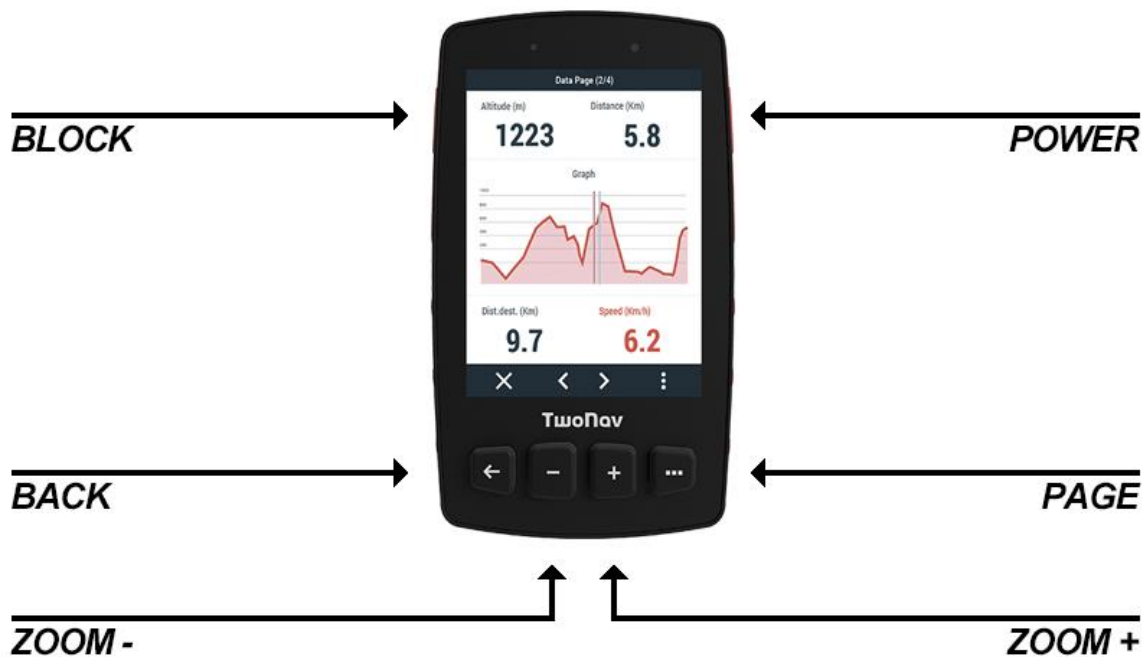 Data Page (2/4)
Altitude (m) Distance (Km)
1223 5.8
BLOCK POWER
Graph
Dist.dest. (Km) Speed (Km/h)
9.7 6.2
TwoNav
BACK PAGE
ZOOM - ZOOM +